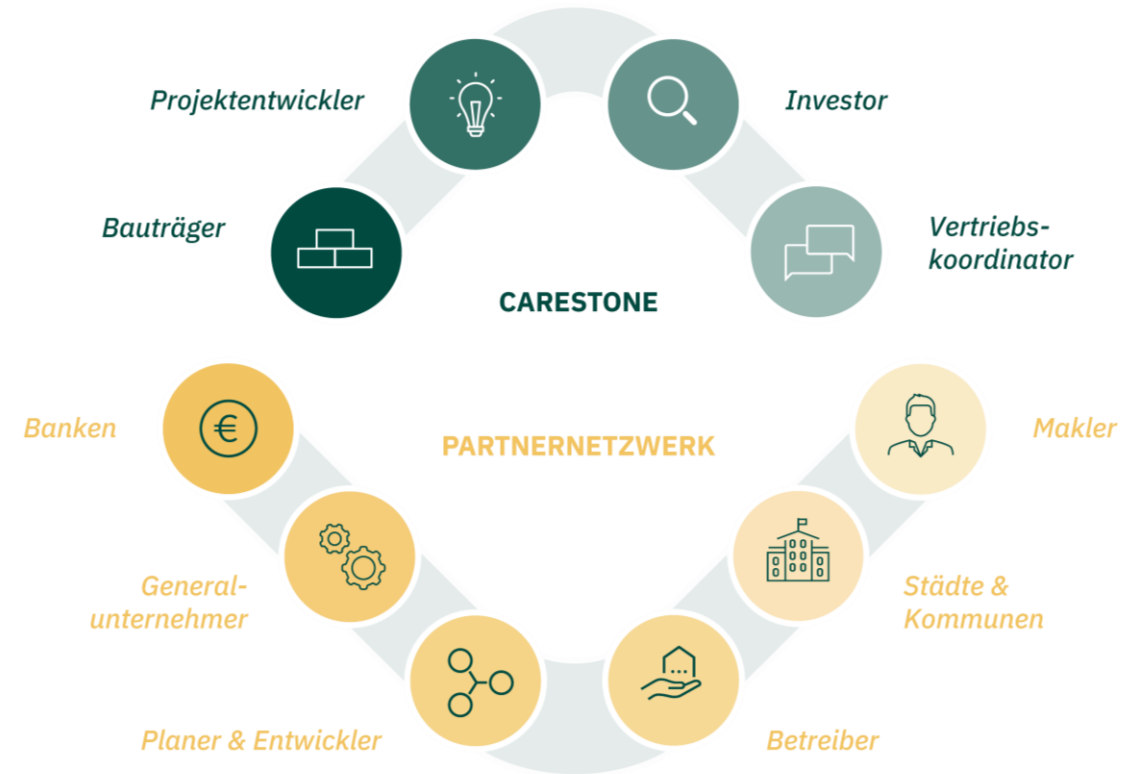 Projektentwickler
Investor
Bauträger
Vertriebs-
koordinator
CARESTONE
Banken
€
PARTNERNETZWERK
Makler
General-
unternehmer
Städte &
Kommunen
Planer & Entwickler
Betreiber